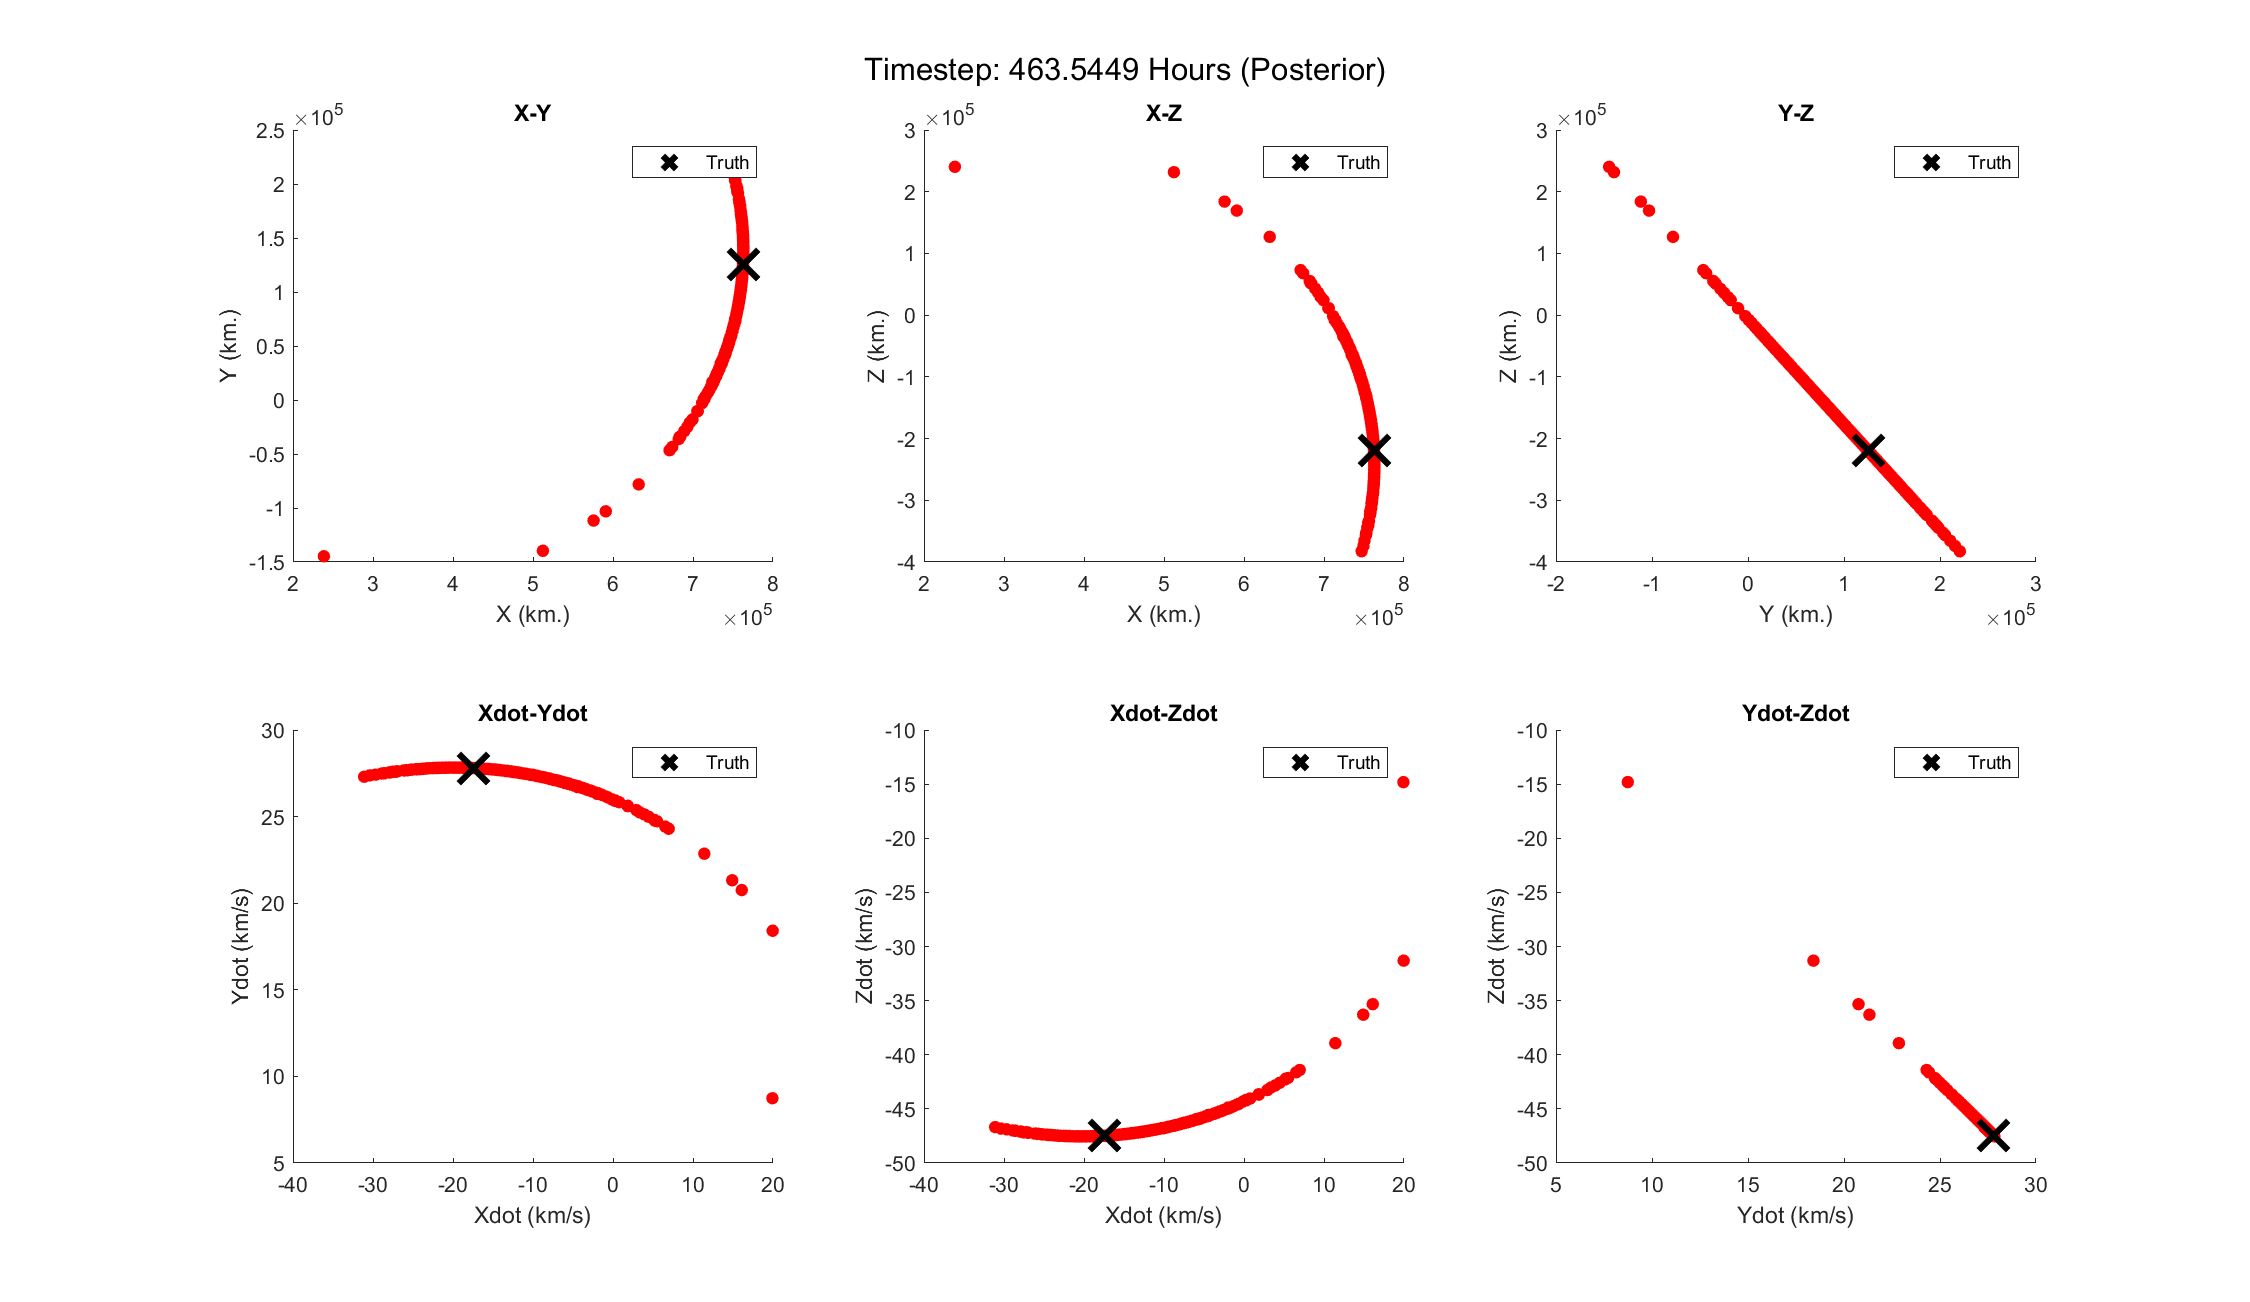 Timestep: 463.5449 Hours (Posterior)
X-Y
×10^5
2.5
2
1.5
1
0.5
0
-0.5
-1
-1.5
Y (km.)
Truth
2 3 4 5 6 7 8
X (km.)
×10^5
X-Z
×10^5
3
2
1
0
-1
-2
-3
-4
Z (km.)
Truth
2 3 4 5 6 7 8
X (km.)
×10^5
Y-Z
×10^5
3
2
1
0
-1
-2
-3
-4
Z (km.)
Truth
-2 -1 0 1 2 3
Y (km.)
×10^5
Xdot-Ydot
30
25
20
15
10
5
Ydot (km/s)
Truth
-40 -30 -20 -10 0 10 20
Xdot (km/s)
Xdot-Zdot
-10
-15
-20
-25
-30
-35
-40
-45
-50
Zdot (km/s)
Truth
-40 -30 -20 -10 0 10 20
Xdot (km/s)
Ydot-Zdot
-10
-15
-20
-25
-30
-35
-40
-45
-50
Zdot (km/s)
Truth
5 10 15 20 25 30
Ydot (km/s)